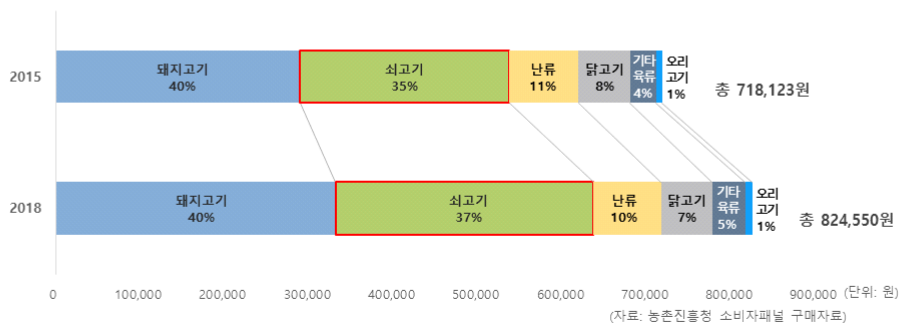 2015
돼지고기
40%
쇠고기
35%
난류
11%
닭고기
8%
기타
육류
4%
오리
고기
1%
총 718,123원
2018
돼지고기
40%
쇠고기
37%
난류
10%
닭고기
7%
기타
육류
5%
오리
고기
1%
총 824,550원
0 100,000 200,000 300,000 400,000 500,000 600,000 700,000 800,000 900,000 (단위: 원)
(자료: 농촌진흥청 소비자패널 구매자료)